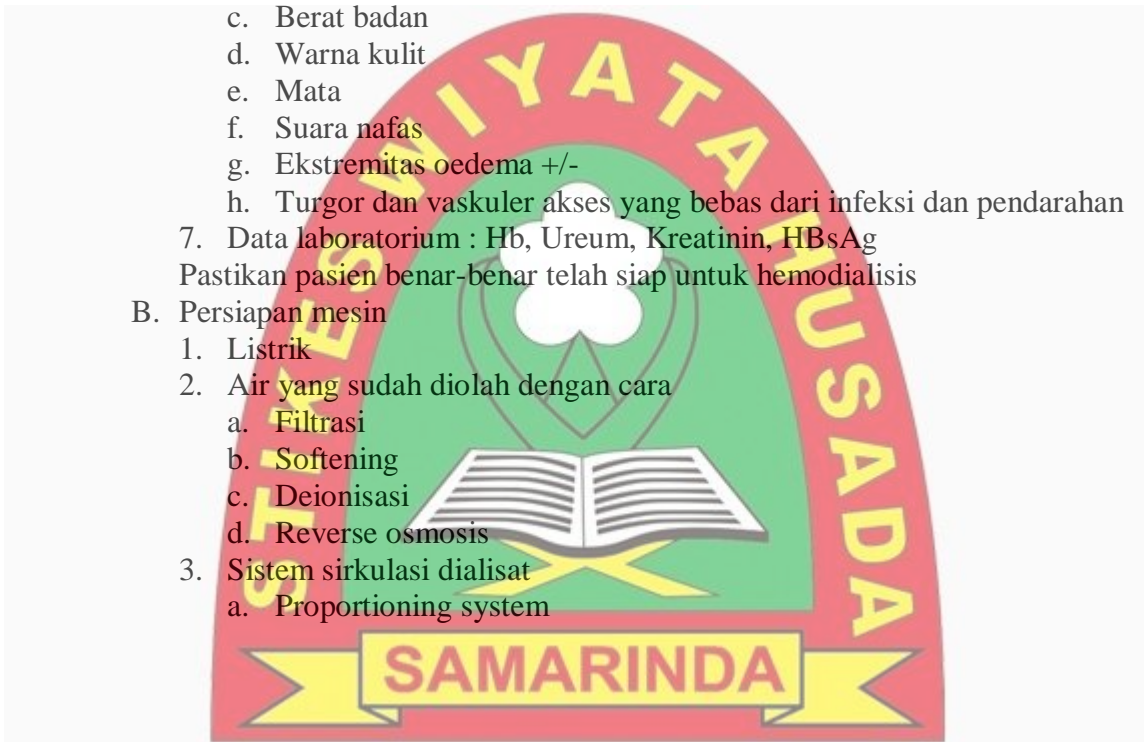 c. Berat badan
d. Warna kulit
e. Mata
f. Suara nafas
g. Ekstremitas oedema +/-
h. Turgor dan vaskuler akses yang bebas dari infeksi dan pendarahan
7. Data laboratorium : Hb, Ureum, Kreatinin, HBsAg
Pastikan pasien benar-benar telah siap untuk hemodialisis
B. Persiapan mesin
1. Listrik
2. Air yang sudah diolah dengan cara
a. Filtrasi
b. Softening
c. Deionisasi
d. Reverse osmosis
3. Sistem sirkulasi dialisat
a. Proportioning system
STIKES WIYATA HUSADA
SAMARINDA